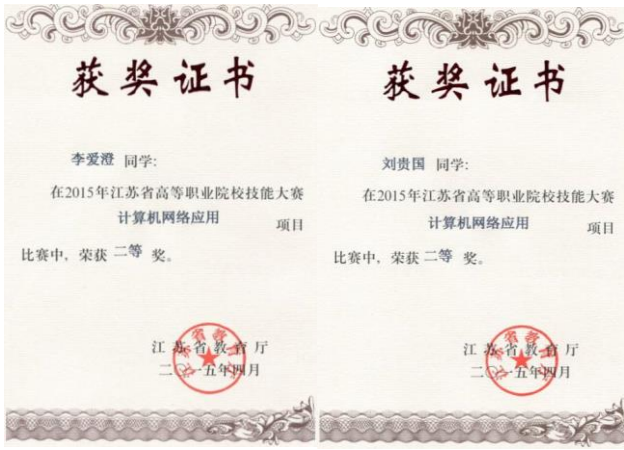 获奖证书
李爱澄 同学:
在2015年江苏省高等职业院校技能大赛
计算机网络应用 项目
比赛中，荣获 二等 奖。
江苏省教育厅
二〇一五年四月
获奖证书
刘贵国 同学:
在2015年江苏省高等职业院校技能大赛
计算机网络应用 项目
比赛中，荣获 二等 奖。
江苏省教育厅
二〇一五年四月